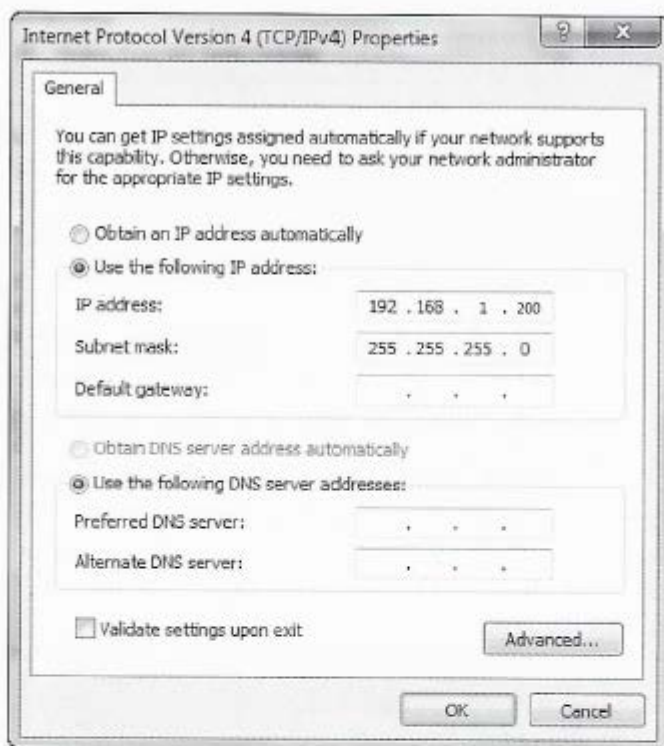 Internet Protocol Version 4 (TCP/IPv4) Properties
General
You can get IP settings assigned automatically if your network supports
this capability. Otherwise, you need to ask your network administrator
for the appropriate IP settings.
Obtain an IP address automatically
Use the following IP address:
IP address: 192 . 168 . 1 . 200
Subnet mask: 255 . 255 . 255 . 0
Default gateway: . . .
Obtain DNS server address automatically
Use the following DNS server addresses:
Preferred DNS server: . . .
Alternate DNS server: . . .
Validate settings upon exit
Advanced...
OK Cancel